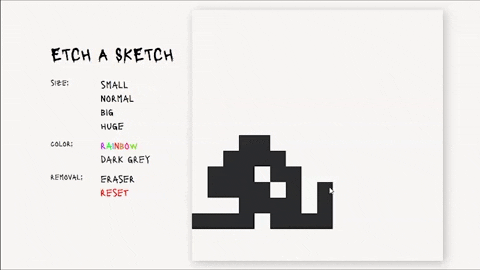 ETCH A SKETCH
SIZE:
SMALL
NORMAL
BIG
HUGE
COLOR:
RAINBOW
DARK GREY
REMOVAL:
ERASER
RESET